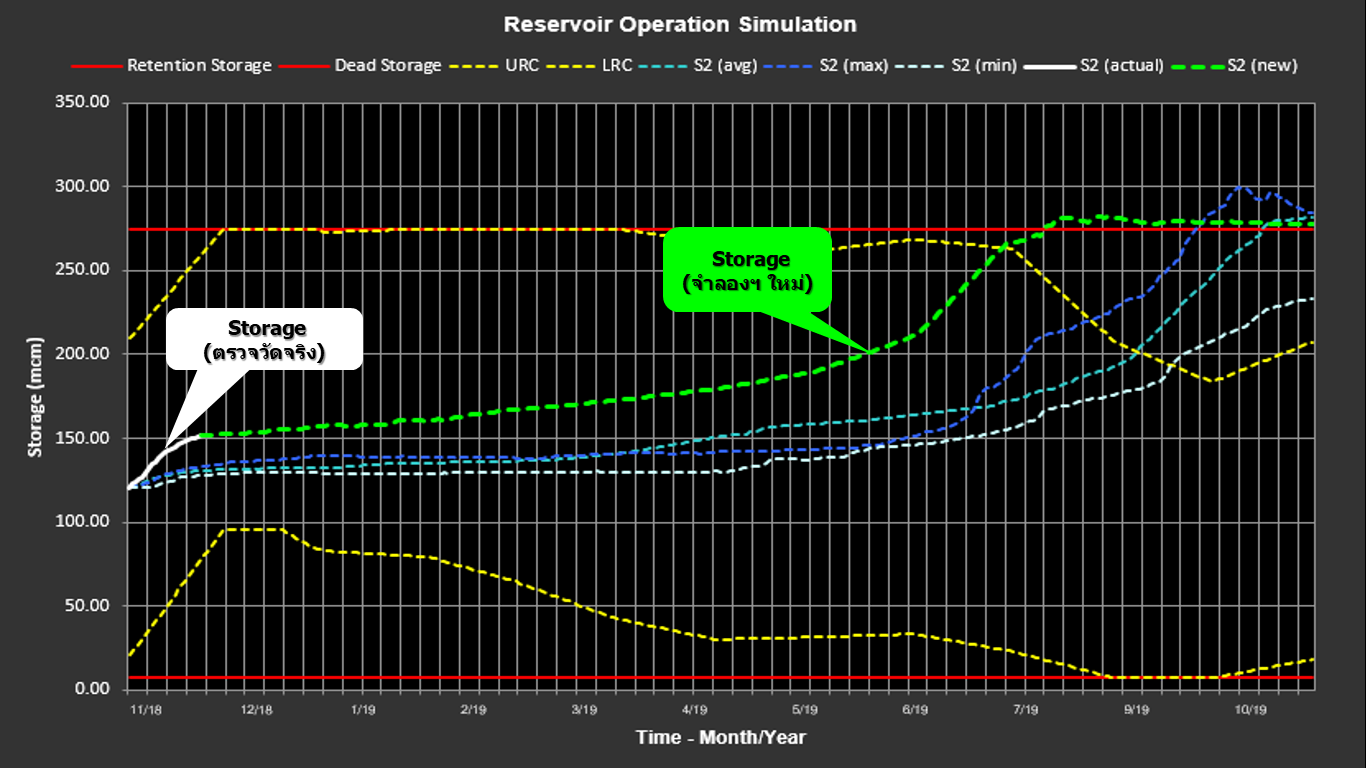 Reservoir Operation Simulation
Retention Storage Dead Storage URC LRC S2 (avg) S2 (max) S2 (min) S2 (actual) S2 (new)
350.00
300.00
250.00
200.00
150.00
100.00
50.00
0.00
Storage (mcm)
Storage
(ตรวจวัดจริง)
Storage
(จำลองฯ ใหม่)
11/18 12/18 1/19 2/19 3/19 4/19 5/19 6/19 7/19 9/19 10/19
Time - Month/Year